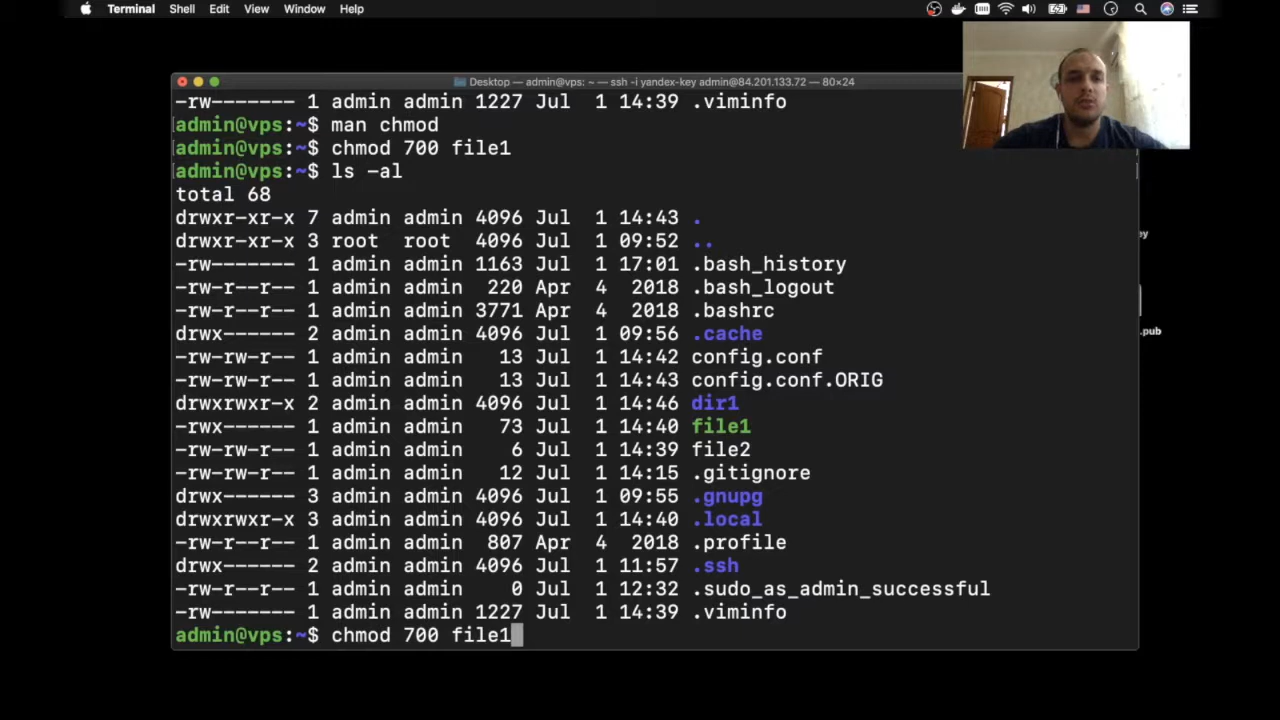 Terminal Shell Edit View Window Help
Desktop — admin@vps: ~ — ssh -i yandex-key admin@84.201.133.72 — 80×24
-rw------- 1 admin admin 1227 Jul  1 14:39 .viminfo
admin@vps:~$ man chmod
admin@vps:~$ chmod 700 file1
admin@vps:~$ ls -al
total 68
drwxr-xr-x 7 admin admin 4096 Jul  1 14:43 .
drwxr-xr-x 3 root  root  4096 Jul  1 09:52 ..
-rw------- 1 admin admin 1163 Jul  1 17:01 .bash_history
-rw-r--r-- 1 admin admin  220 Apr  4  2018 .bash_logout
-rw-r--r-- 1 admin admin 3771 Apr  4  2018 .bashrc
drwx------ 2 admin admin 4096 Jul  1 09:56 .cache
-rw-rw-r-- 1 admin admin   13 Jul  1 14:42 config.conf
-rw-rw-r-- 1 admin admin   13 Jul  1 14:43 config.conf.ORIG
drwxrwxr-x 2 admin admin 4096 Jul  1 14:46 dir1
-rwx------ 1 admin admin   73 Jul  1 14:40 file1
-rw-rw-r-- 1 admin admin    6 Jul  1 14:39 file2
-rw-rw-r-- 1 admin admin   12 Jul  1 14:15 .gitignore
drwx------ 3 admin admin 4096 Jul  1 09:55 .gnupg
drwxrwxr-x 3 admin admin 4096 Jul  1 14:40 .local
-rw-r--r-- 1 admin admin  807 Apr  4  2018 .profile
drwx------ 2 admin admin 4096 Jul  1 11:57 .ssh
-rw-r--r-- 1 admin admin    0 Jul  1 12:32 .sudo_as_admin_successful
-rw------- 1 admin admin 1227 Jul  1 14:39 .viminfo
admin@vps:~$ chmod 700 file1
ey
.pub